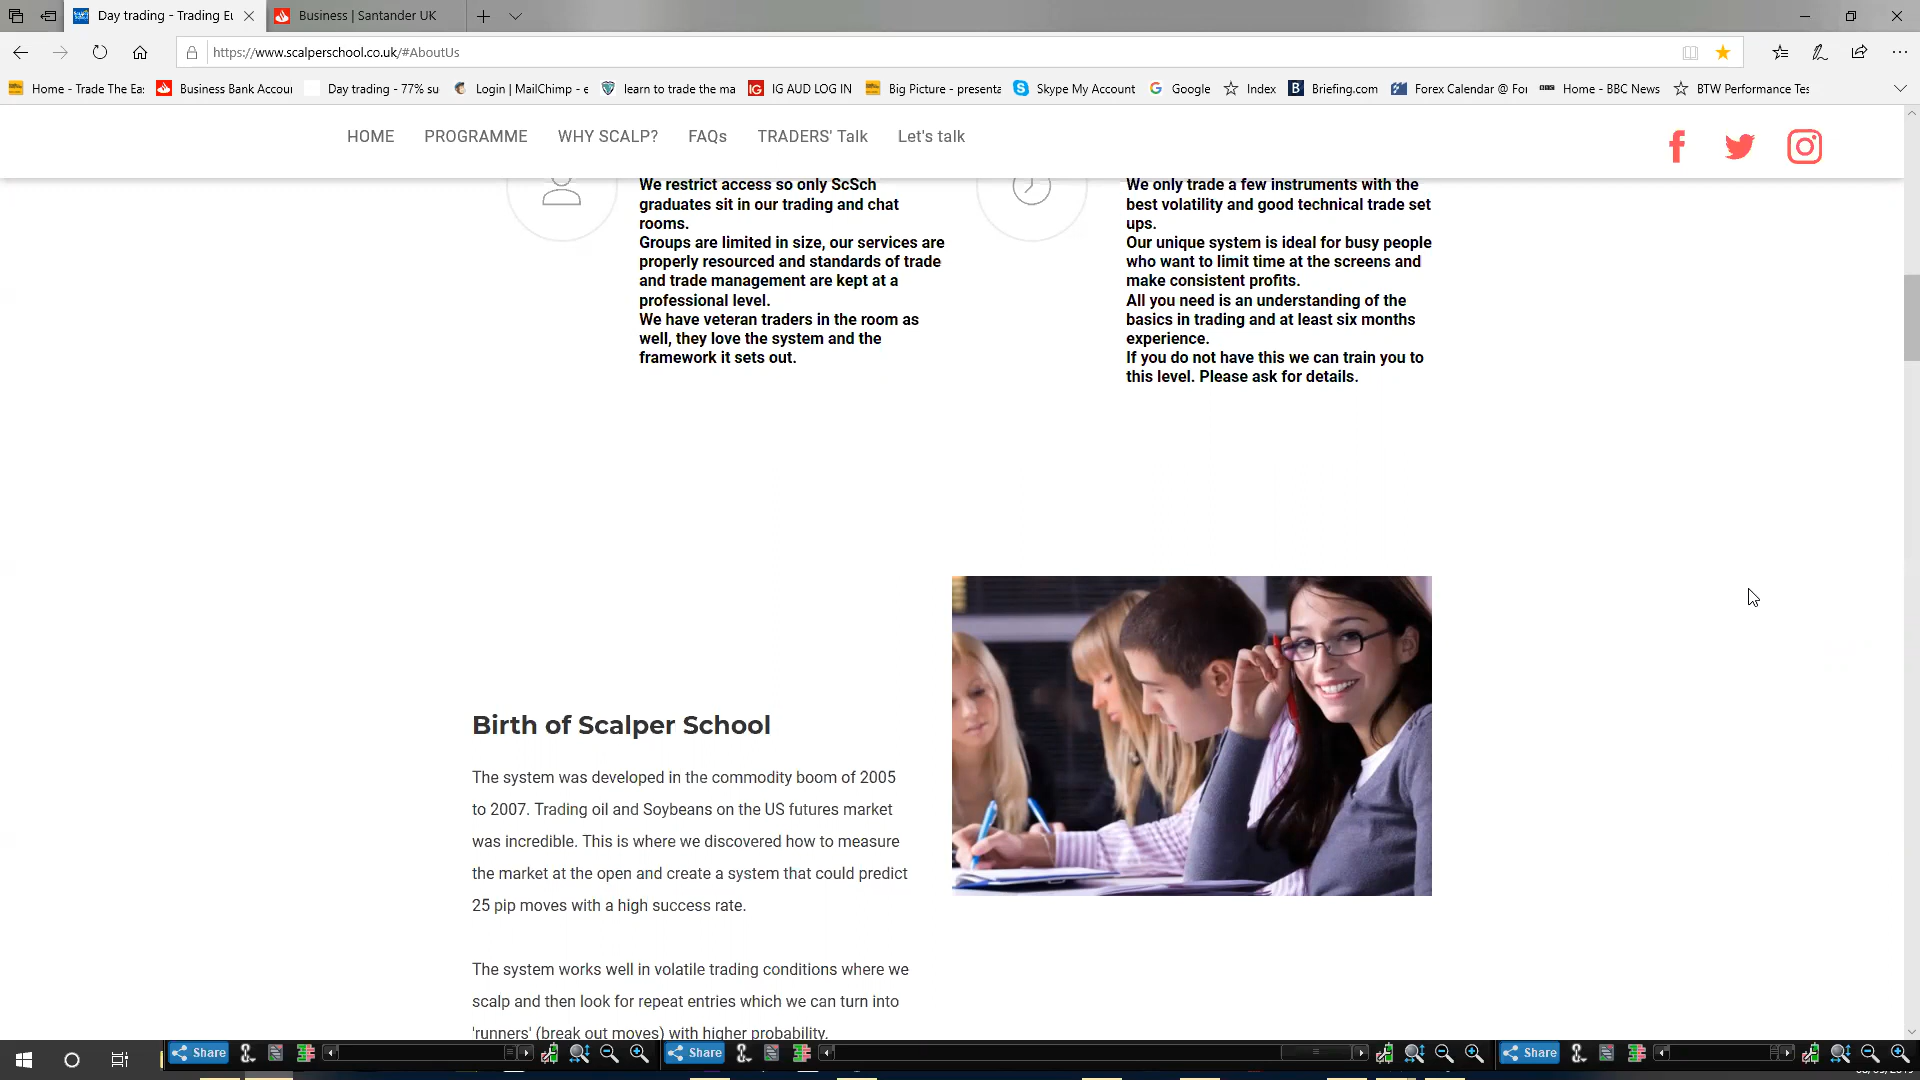 Day trading - Trading Eu
Business | Santander UK
https://www.scalperschool.co.uk/#AboutUs
Home - Trade The Ea:
Business Bank Accou
Day trading - 77% su
Login | MailChimp - e
learn to trade the ma
IG AUD LOG IN
Big Picture - presenta
Skype My Account
Google
Index
Briefing.com
Forex Calendar @ For
Home - BBC News
BTW Performance Tes
HOME
PROGRAMME
WHY SCALP?
FAQs
TRADERS' Talk
Let's talk
We restrict access so only ScSch
graduates sit in our trading and chat
rooms.
Groups are limited in size, our services are
properly resourced and standards of trade
and trade management are kept at a
professional level.
We have veteran traders in the room as
well, they love the system and the
framework it sets out.
We only trade a few instruments with the
best volatility and good technical trade set
ups.
Our unique system is ideal for busy people
who want to limit time at the screens and
make consistent profits.
All you need is an understanding of the
basics in trading and at least six months
experience.
If you do not have this we can train you to
this level. Please ask for details.
Birth of Scalper School
The system was developed in the commodity boom of 2005
to 2007. Trading oil and Soybeans on the US futures market
was incredible. This is where we discovered how to measure
the market at the open and create a system that could predict
25 pip moves with a high success rate.
The system works well in volatile trading conditions where we
scalp and then look for repeat entries which we can turn into
'runners' (break out moves) with higher probability.
Share
Share
Share